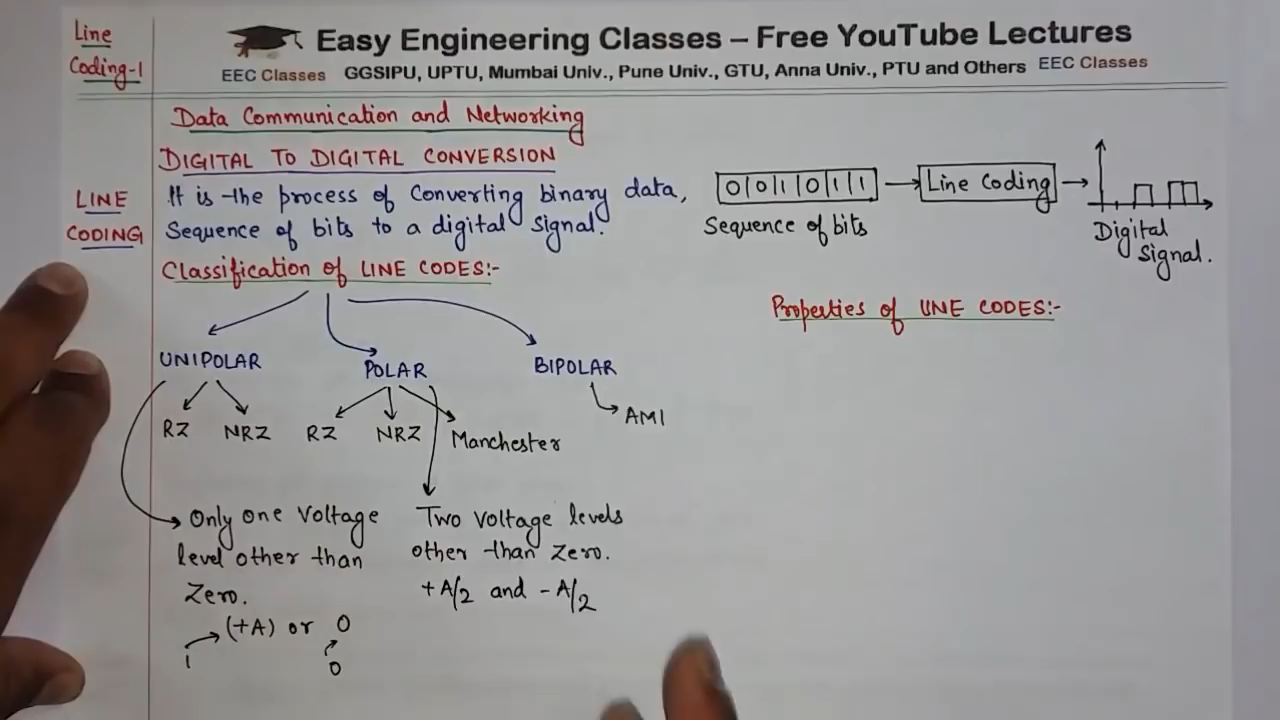 Line
Coding-1
Easy Engineering Classes – Free YouTube Lectures
EEC Classes GGSIPU, UPTU, Mumbai Univ., Pune Univ., GTU, Anna Univ., PTU and Others EEC Classes
Data Communication and Networking
DIGITAL TO DIGITAL CONVERSION
LINE
CODING
It is the process of Converting binary data,
Sequence of bits to a digital Signal.
0 0 1 0 1 1
Sequence of bits
Line Coding
Digital
Signal.
Classification of LINE CODES:-
Properties of LINE CODES:-
UNIPOLAR
POLAR
BIPOLAR
RZ
NRZ
RZ
NRZ
Manchester
AMI
Only one Voltage
level other than
Zero.
(+A) or 0
1
0
Two Voltage levels
other than Zero.
+A/2 and -A/2